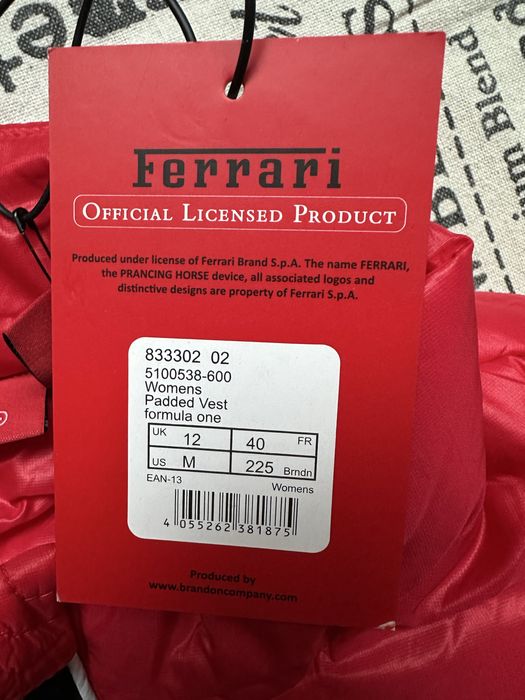 Ferrari
OFFICIAL LICENSED PRODUCT
Produced under license of Ferrari Brand S.p.A. The name FERRARI,
the PRANCING HORSE device, all associated logos and
distinctive designs are property of Ferrari S.p.A.
833302 02
5100538-600
Womens
Padded Vest
formula one
UK 12 40 FR
US M 225 Brndn
EAN-13 Womens
4 055262 381875
Produced by
www.brandoncompany.com
im Blend